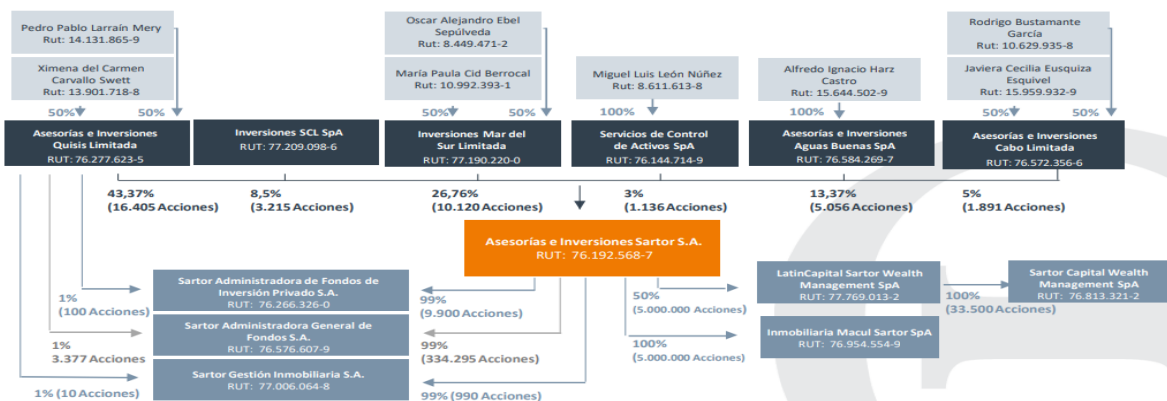 Pedro Pablo Larraín Mery
Rut: 14.131.865-9
Ximena del Carmen
Carvallo Swett
Rut: 13.901.718-8
50%
50%
Oscar Alejandro Ebel
Sepúlveda
Rut: 8.449.471-2
María Paula Cid Berrocal
Rut: 10.992.393-1
50%
50%
Miguel Luis León Núñez
Rut: 8.611.613-8
100%
Alfredo Ignacio Harz
Castro
Rut: 15.644.502-9
100%
Rodrigo Bustamante
García
Rut: 10.629.935-8
Javiera Cecilia Eusquiza
Esquivel
Rut: 15.959.932-9
50%
50%
Asesorías e Inversiones
Quisis Limitada
RUT: 76.277.623-5
Inversiones SCL SpA
RUT: 77.209.098-6
Inversiones Mar del
Sur Limitada
RUT: 77.190.220-0
Servicios de Control
de Activos SpA
RUT: 76.144.714-9
Asesorías e Inversiones
Aguas Buenas SpA
RUT: 76.584.269-7
Asesorías e Inversiones
Cabo Limitada
RUT: 76.572.356-6
43,37%
(16.405 Acciones)
8,5%
(3.215 Acciones)
26,76%
(10.120 Acciones)
3%
(1.136 Acciones)
13,37%
(5.056 Acciones)
5%
(1.891 Acciones)
Asesorías e Inversiones Sartor S.A.
RUT: 76.192.568-7
1%
(100 Acciones)
Sartor Administradora de Fondos de
Inversión Privado S.A.
RUT: 76.266.326-0
99%
(9.900 Acciones)
1%
3.377 Acciones
Sartor Administradora General de
Fondos S.A.
RUT: 76.576.607-9
99%
(334.295 Acciones)
1% (10 Acciones)
Sartor Gestión Inmobiliaria S.A.
RUT: 77.006.064-8
99% (990 Acciones)
50%
(5.000.000 Acciones)
LatinCapital Sartor Wealth
Management SpA
RUT: 77.769.013-2
100%
(33.500 Acciones)
Sartor Capital Wealth
Management SpA
RUT: 76.813.321-2
100%
(5.000.000 Acciones)
Inmobiliaria Macul Sartor SpA
RUT: 76.954.554-9